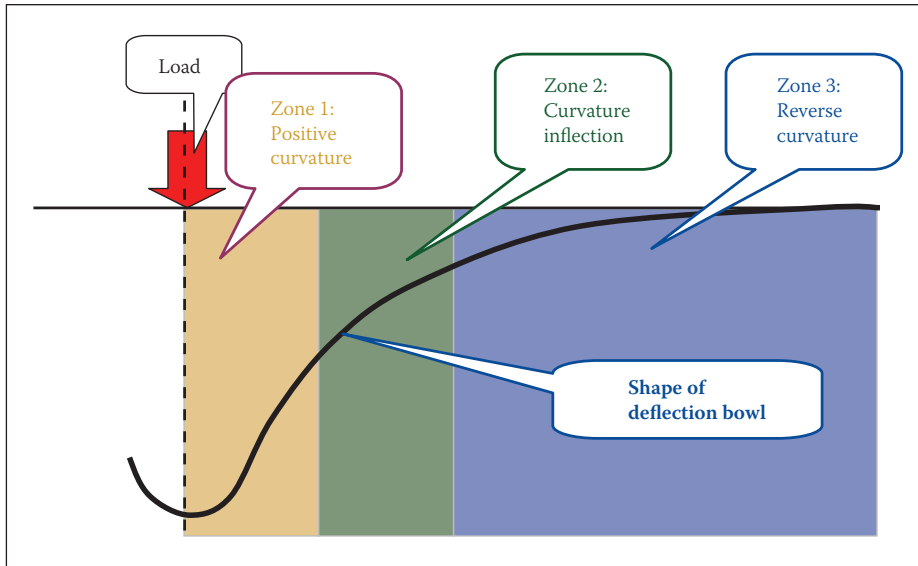 Load
Zone 1:
Positive
curvature
Zone 2:
Curvature
inflection
Zone 3:
Reverse
curvature
Shape of
deflection bowl